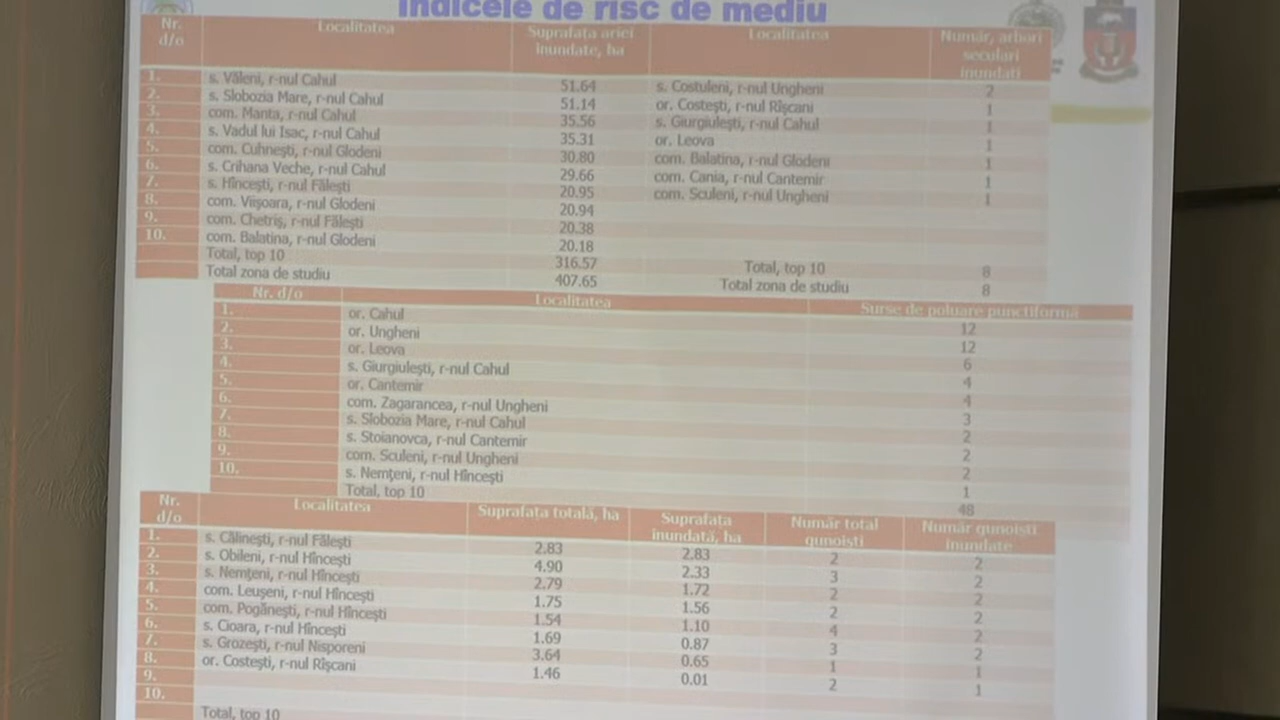 Indicele de risc de mediu
Nr. d/o Localitatea Suprafața ariei inundate, ha Localitatea Număr, arbori seculari inundați
1. s. Văleni, r-nul Cahul 51.64 s. Costuleni, r-nul Ungheni 2
2. s. Slobozia Mare, r-nul Cahul 51.14 or. Costești, r-nul Rîșcani 1
3. com. Manta, r-nul Cahul 35.56 s. Giurgiulești, r-nul Cahul 1
4. s. Vadul lui Isac, r-nul Cahul 35.31 or. Leova 1
5. com. Cuhnești, r-nul Glodeni 30.80 com. Balatina, r-nul Glodeni 1
6. s. Crihana Veche, r-nul Cahul 29.66 com. Cania, r-nul Cantemir 1
7. s. Hîncești, r-nul Fălești 20.95 com. Sculeni, r-nul Ungheni 1
8. com. Viișoara, r-nul Glodeni 20.94
9. com. Chetriș, r-nul Fălești 20.38
10. com. Balatina, r-nul Glodeni 20.18
Total, top 10 316.57 Total, top 10 8
Total zona de studiu 407.65 Total zona de studiu 8
Nr. d/o Localitatea Surse de poluare punctiformă
1. or. Cahul 12
2. or. Ungheni 12
3. or. Leova 6
4. s. Giurgiulești, r-nul Cahul 4
5. or. Cantemir 4
6. com. Zagarancea, r-nul Ungheni 3
7. s. Slobozia Mare, r-nul Cahul 2
8. s. Stoianovca, r-nul Cantemir 2
9. com. Sculeni, r-nul Ungheni 2
10. s. Nemțeni, r-nul Hîncești 1
Total, top 10 48
Nr. d/o Localitatea Suprafața totală, ha Suprafața inundată, ha Număr total gunoiști Număr gunoiști inundate
1. s. Călinești, r-nul Fălești 2.83 2.83 2 2
2. s. Obileni, r-nul Hîncești 4.90 2.33 3 2
3. s. Nemțeni, r-nul Hîncești 2.79 1.72 2 2
4. com. Leușeni, r-nul Hîncești 1.75 1.56 2 2
5. com. Pogănești, r-nul Hîncești 1.54 1.10 4 2
6. s. Cioara, r-nul Hîncești 1.69 0.87 3 2
7. s. Grozești, r-nul Nisporeni 3.64 0.65 1 1
8. or. Costești, r-nul Rîșcani 1.46 0.01 2 1
9.
10.
Total, top 10